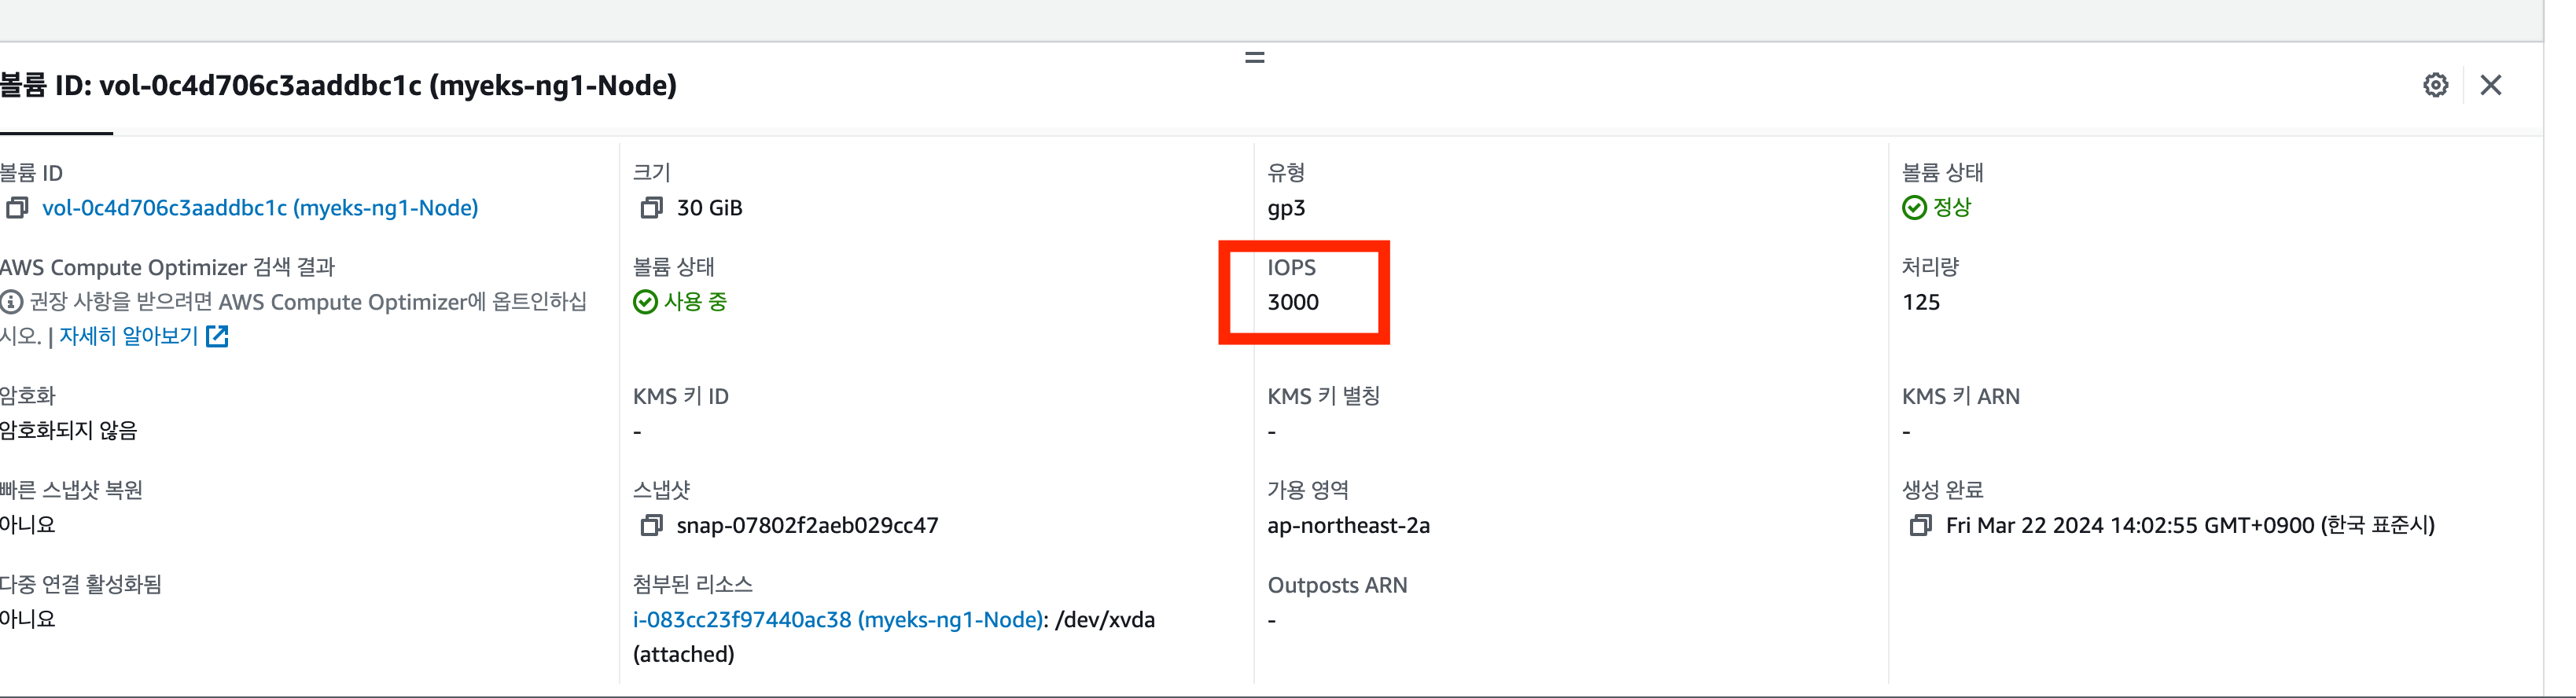 볼륨 ID: vol-0c4d706c3aaddbc1c (myeks-ng1-Node)
볼륨 ID
vol-0c4d706c3aaddbc1c (myeks-ng1-Node)
크기
30 GiB
유형
gp3
볼륨 상태
정상
AWS Compute Optimizer 검색 결과
권장 사항을 받으려면 AWS Compute Optimizer에 옵트인하십
시오. | 자세히 알아보기
볼륨 상태
사용 중
IOPS
3000
처리량
125
암호화
암호화되지 않음
KMS 키 ID
-
KMS 키 별칭
-
KMS 키 ARN
-
빠른 스냅샷 복원
아니요
스냅샷
snap-07802f2aeb029cc47
가용 영역
ap-northeast-2a
생성 완료
Fri Mar 22 2024 14:02:55 GMT+0900 (한국 표준시)
다중 연결 활성화됨
아니요
첨부된 리소스
i-083cc23f97440ac38 (myeks-ng1-Node): /dev/xvda
(attached)
Outposts ARN
-